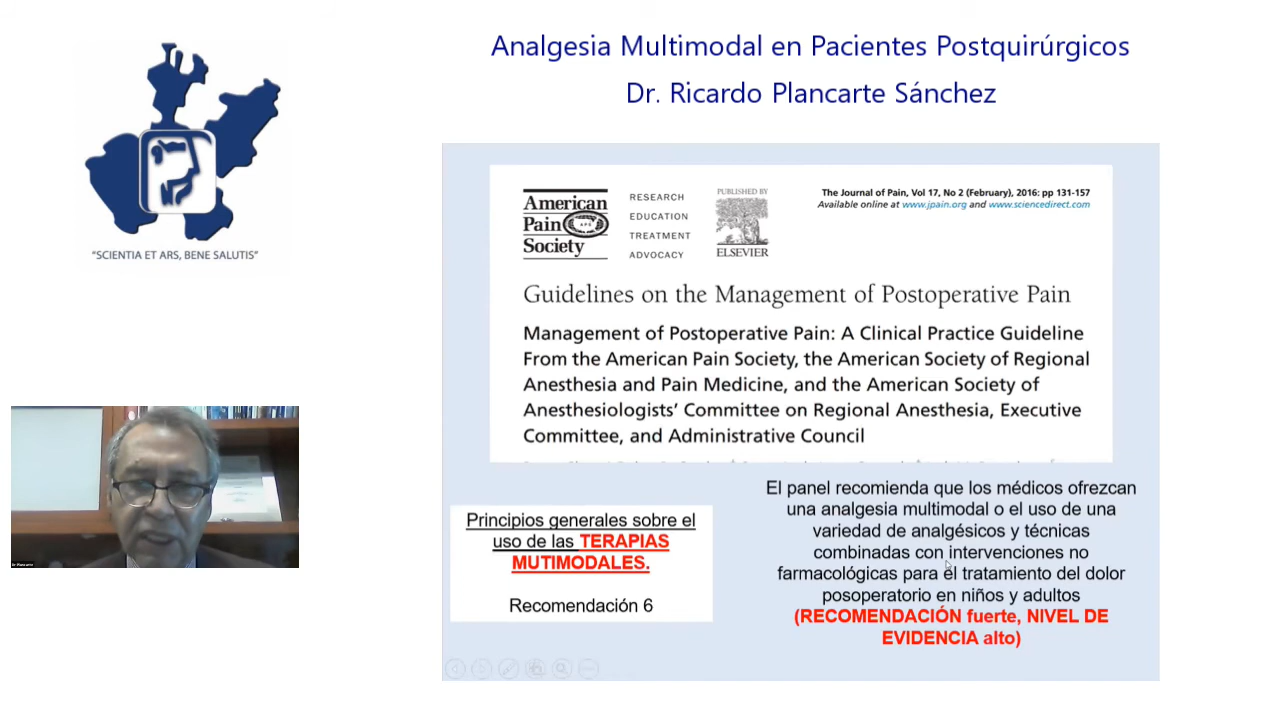 Analgesia Multimodal en Pacientes Postquirúrgicos
Dr. Ricardo Plancarte Sánchez
"SCIENTIA ET ARS, BENE SALUTIS"
American
Pain
Society
APS
RESEARCH
EDUCATION
TREATMENT
ADVOCACY
PUBLISHED BY
ELSEVIER
The Journal of Pain, Vol 17, No 2 (February), 2016: pp 131-157
Available online at www.jpain.org and www.sciencedirect.com
Guidelines on the Management of Postoperative Pain
Management of Postoperative Pain: A Clinical Practice Guideline
From the American Pain Society, the American Society of Regional
Anesthesia and Pain Medicine, and the American Society of
Anesthesiologists' Committee on Regional Anesthesia, Executive
Committee, and Administrative Council
Principios generales sobre el
uso de las TERAPIAS
MUTIMODALES.
Recomendación 6
El panel recomienda que los médicos ofrezcan
una analgesia multimodal o el uso de una
variedad de analgésicos y técnicas
combinadas con intervenciones no
farmacológicas para el tratamiento del dolor
posoperatorio en niños y adultos
(RECOMENDACIÓN fuerte, NIVEL DE
EVIDENCIA alto)
Dr Plancarte